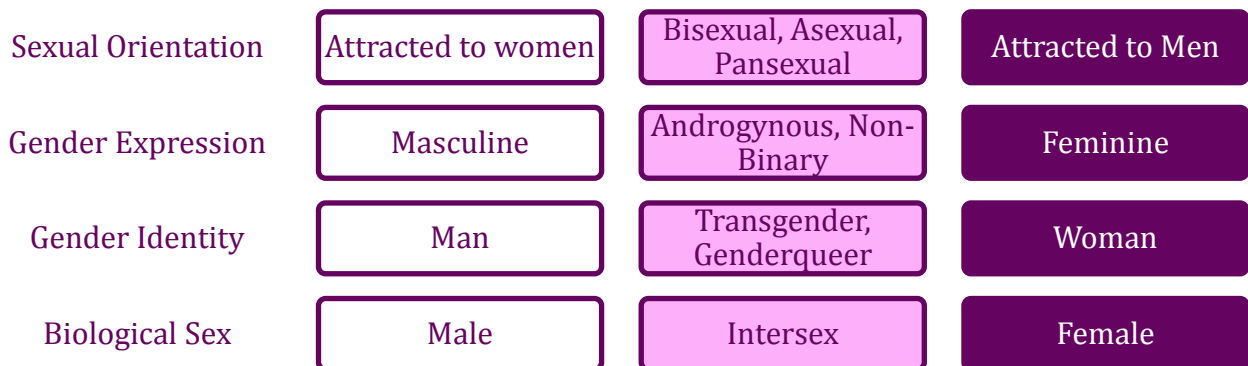 Sexual Orientation
Attracted to women
Bisexual, Asexual,
Pansexual
Attracted to Men
Gender Expression
Masculine
Androgynous, Non-
Binary
Feminine
Gender Identity
Man
Transgender,
Genderqueer
Woman
Biological Sex
Male
Intersex
Female